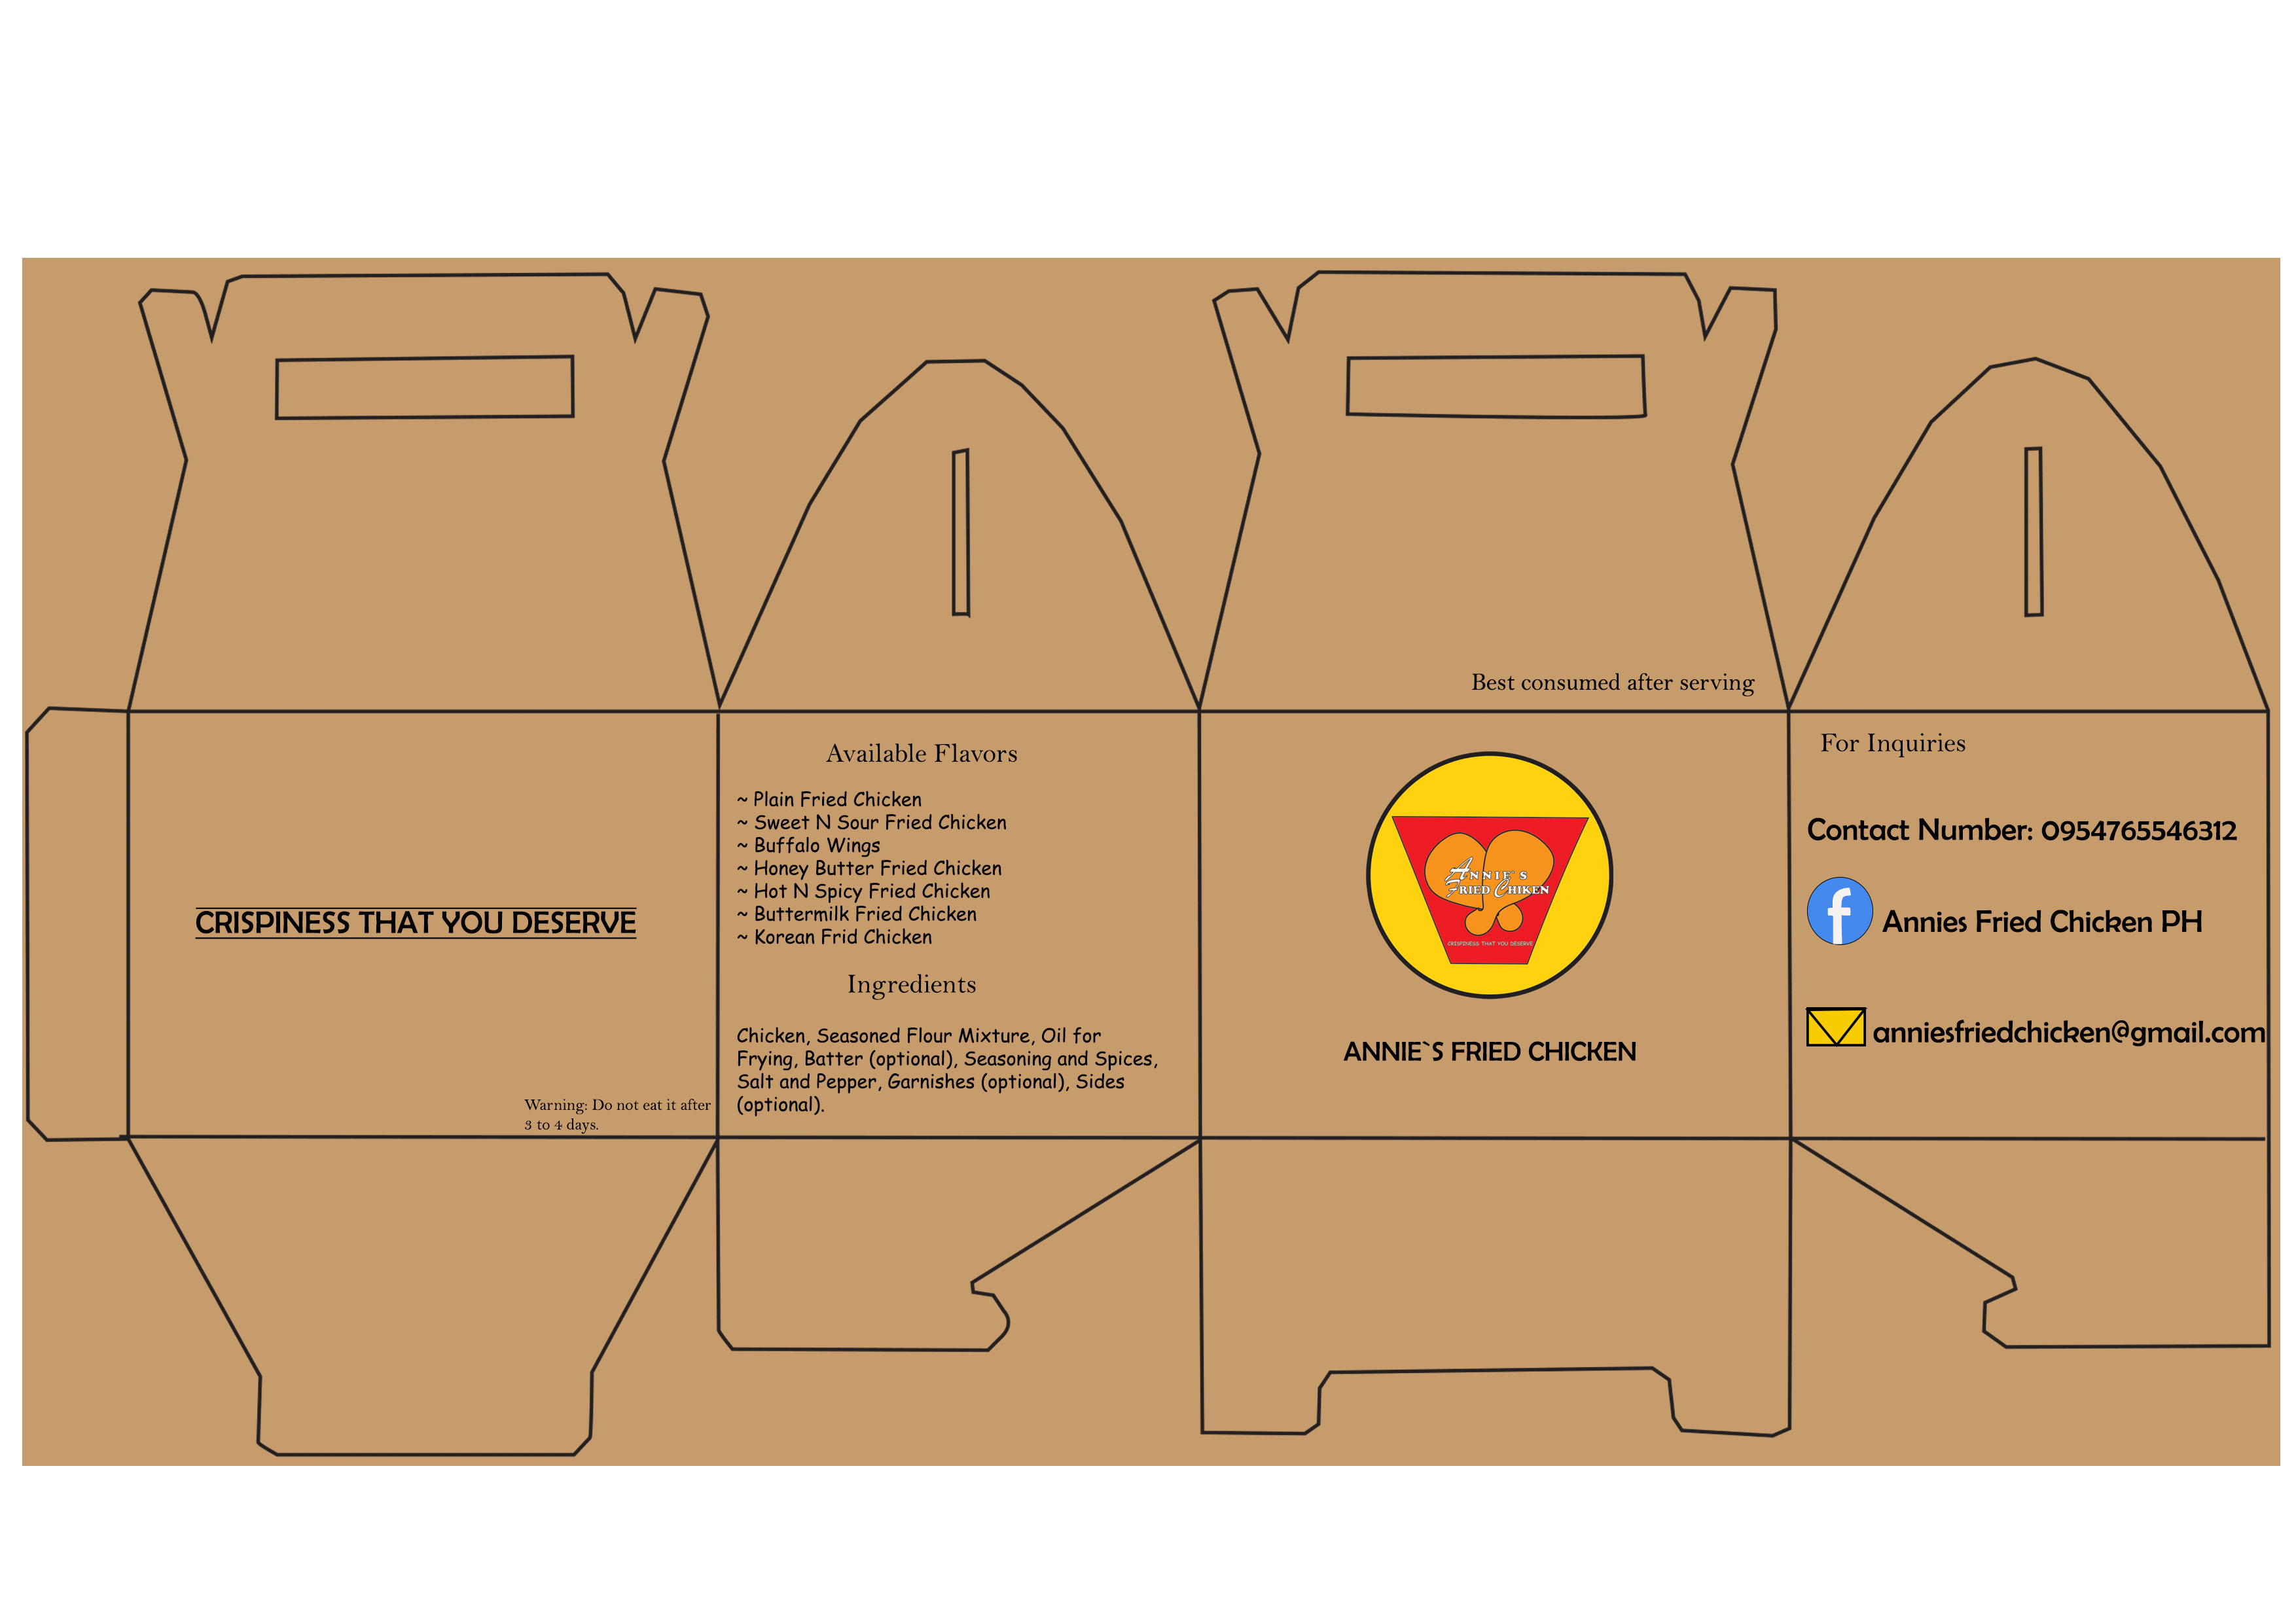 Best consumed after serving
CRISPINESS THAT YOU DESERVE
Warning: Do not eat it after
3 to 4 days.
Available Flavors
~ Plain Fried Chicken
~ Sweet N Sour Fried Chicken
~ Buffalo Wings
~ Honey Butter Fried Chicken
~ Hot N Spicy Fried Chicken
~ Buttermilk Fried Chicken
~ Korean Frid Chicken
Ingredients
Chicken, Seasoned Flour Mixture, Oil for
Frying, Batter (optional), Seasoning and Spices,
Salt and Pepper, Garnishes (optional), Sides
(optional).
ANNIE`S
FRIED CHIKEN
CRISPINESS THAT YOU DESERVE
ANNIE`S FRIED CHICKEN
For Inquiries
Contact Number: 0954765546312
f Annies Fried Chicken PH
anniesfriedchicken@gmail.com